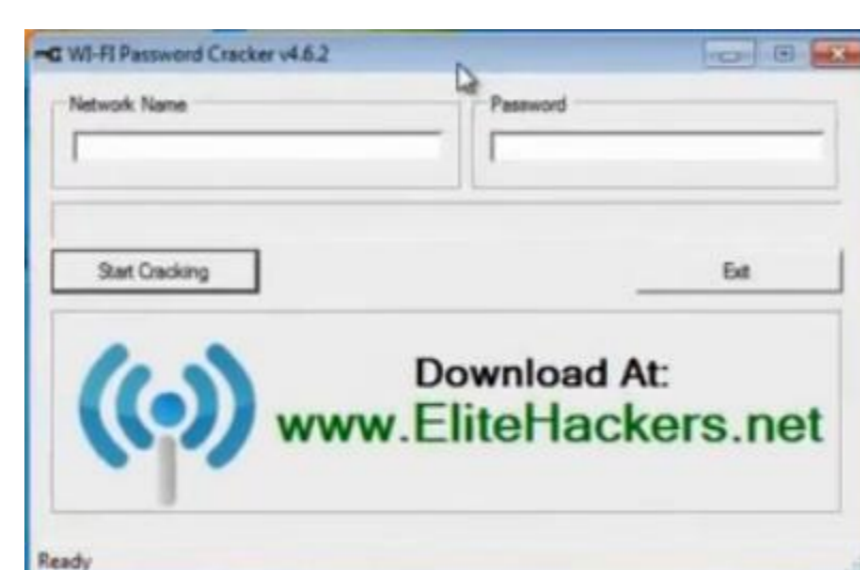 WI-FI Password Cracker v4.6.2
Network Name
Password
Start Cracking
Exit
Download At:
www.EliteHackers.net
Ready